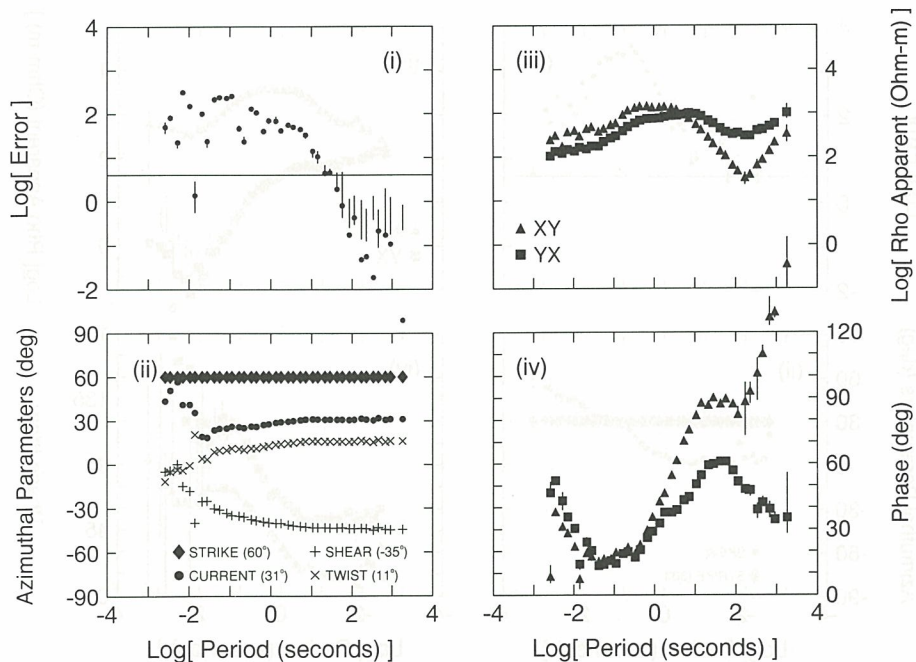 4
2
0
-2
Log[ Error ]
(i)
(iii)
XY
YX
4
2
0
Log[ Rho Apparent (Ohm-m) ]
90
60
30
0
-30
-60
-90
Azimuthal Parameters (deg)
(ii)
STRIKE (60°)
SHEAR (-35°)
CURRENT (31°)
TWIST (11°)
-4
-2
0
2
4
Log[ Period (seconds) ]
(iv)
120
90
60
30
0
Phase (deg)
-2
0
2
4
Log[ Period (seconds) ]